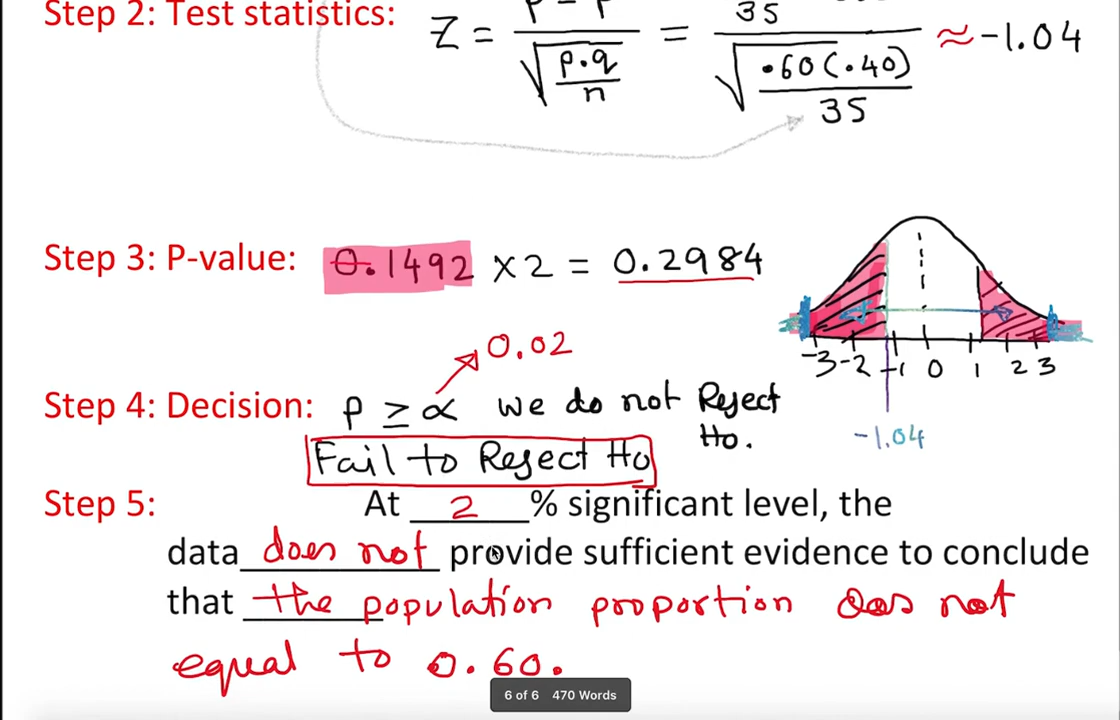 Step 2: Test statistics:
Z = / √p.q/n = 35 / √.60(.40)/35 ≈ -1.04
Step 3: P-value: 0.1492 x2 = 0.2984
-3 -2 -1 0 1 2 3
-1.04
0.02
Step 4: Decision: p ≥ α we do not Reject Ho.
Fail to Reject Ho
Step 5: At 2 % significant level, the
data does not provide sufficient evidence to conclude
that the population proportion does not
equal to 0.60.
6 of 6 470 Words